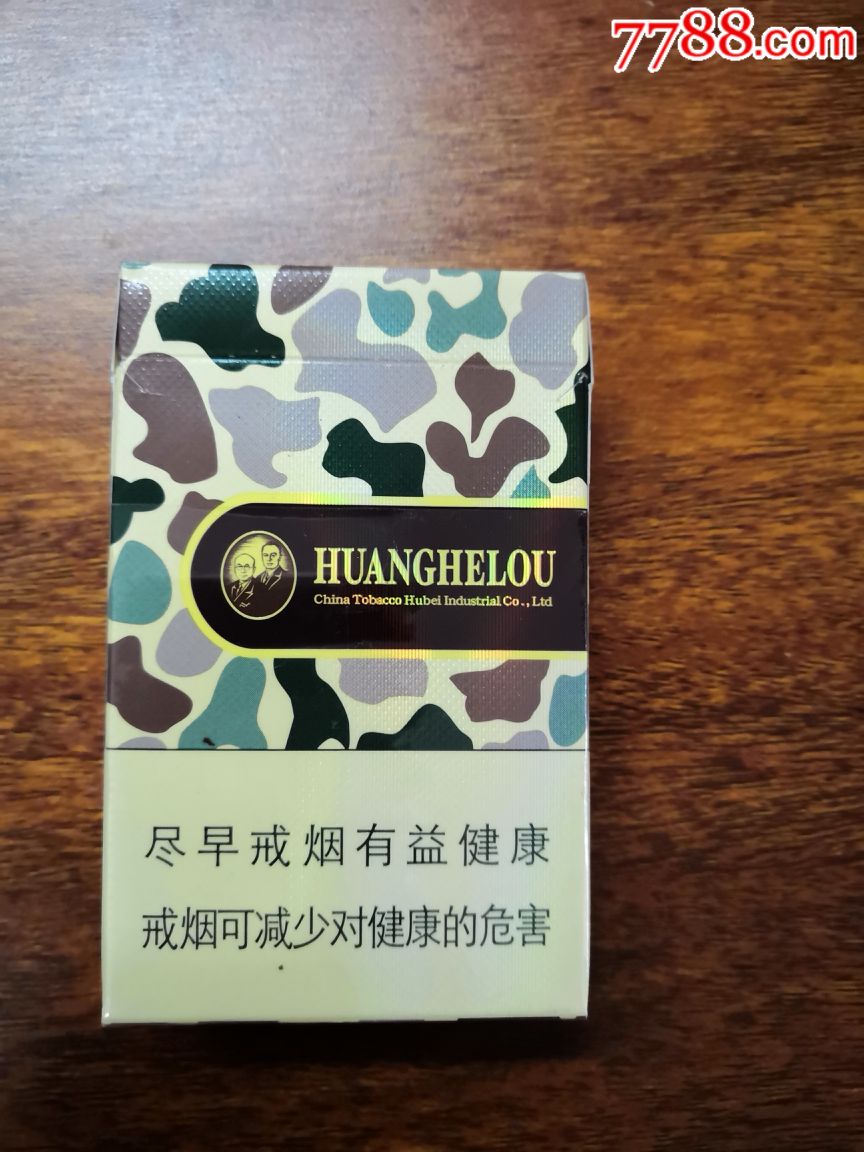 7788.com
HUANGHELOU
China Tobacco Hubei Industrial Co., Ltd
尽早戒烟有益健康
戒烟可减少对健康的危害